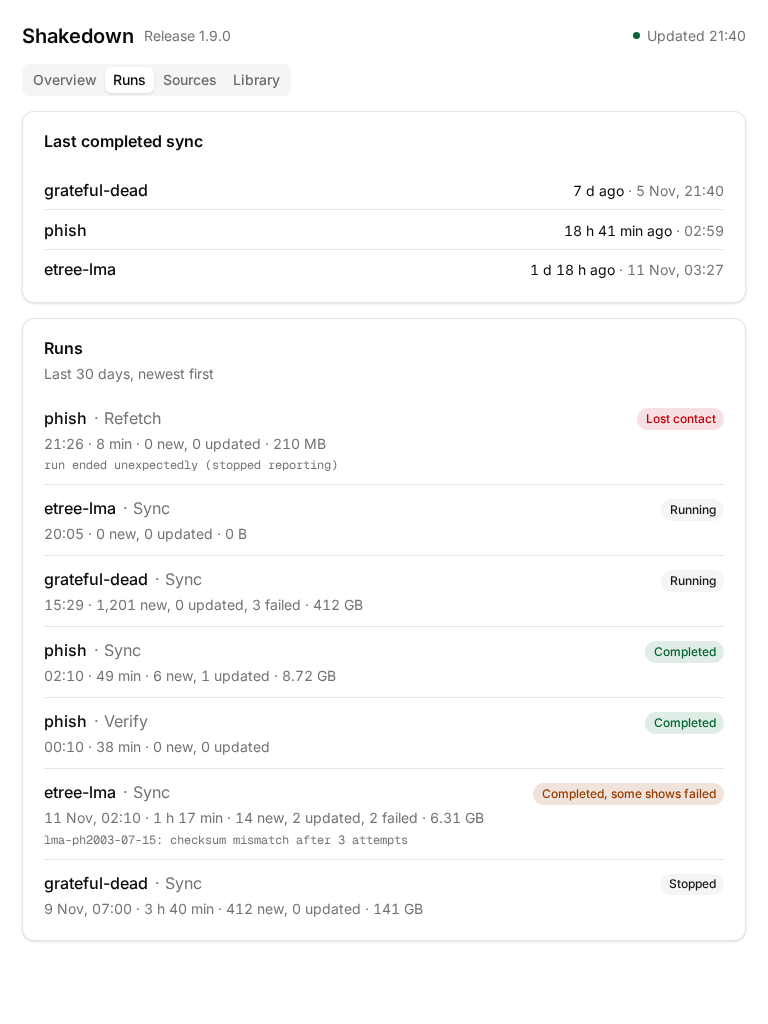 Shakedown Release 1.9.0 Updated 21:40
Overview Runs Sources Library
Last completed sync
grateful-dead 7 d ago · 5 Nov, 21:40
phish 18 h 41 min ago · 02:59
etree-lma 1 d 18 h ago · 11 Nov, 03:27
Runs
Last 30 days, newest first
phish · Refetch Lost contact
21:26 · 8 min · 0 new, 0 updated · 210 MB
run ended unexpectedly (stopped reporting)
etree-lma · Sync Running
20:05 · 0 new, 0 updated · 0 B
grateful-dead · Sync Running
15:29 · 1,201 new, 0 updated, 3 failed · 412 GB
phish · Sync Completed
02:10 · 49 min · 6 new, 1 updated · 8.72 GB
phish · Verify Completed
00:10 · 38 min · 0 new, 0 updated
etree-lma · Sync Completed, some shows failed
11 Nov, 02:10 · 1 h 17 min · 14 new, 2 updated, 2 failed · 6.31 GB
lma-ph2003-07-15: checksum mismatch after 3 attempts
grateful-dead · Sync Stopped
9 Nov, 07:00 · 3 h 40 min · 412 new, 0 updated · 141 GB